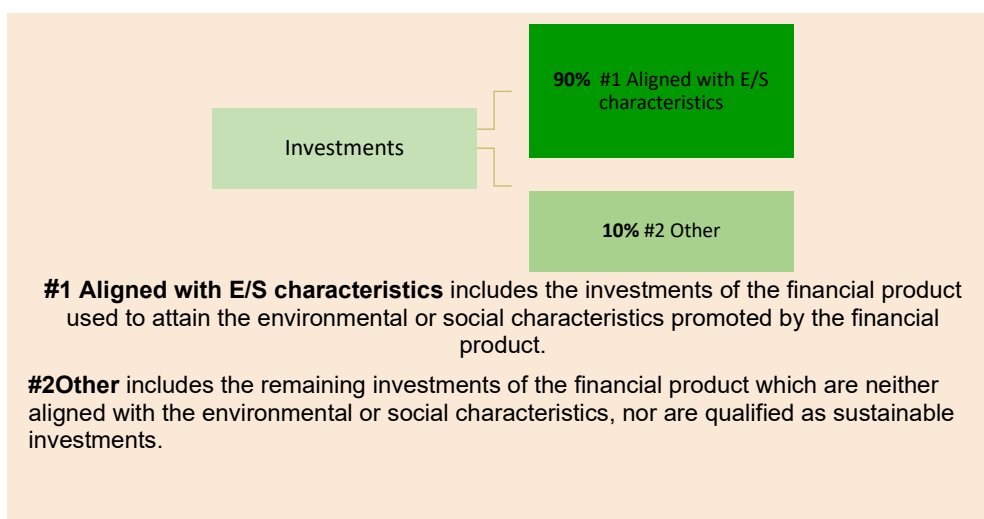 90% #1 Aligned with E/S
characteristics
Investments
10% #2 Other
#1 Aligned with E/S characteristics includes the investments of the financial product
used to attain the environmental or social characteristics promoted by the financial
product.
#2Other includes the remaining investments of the financial product which are neither
aligned with the environmental or social characteristics, nor are qualified as sustainable
investments.